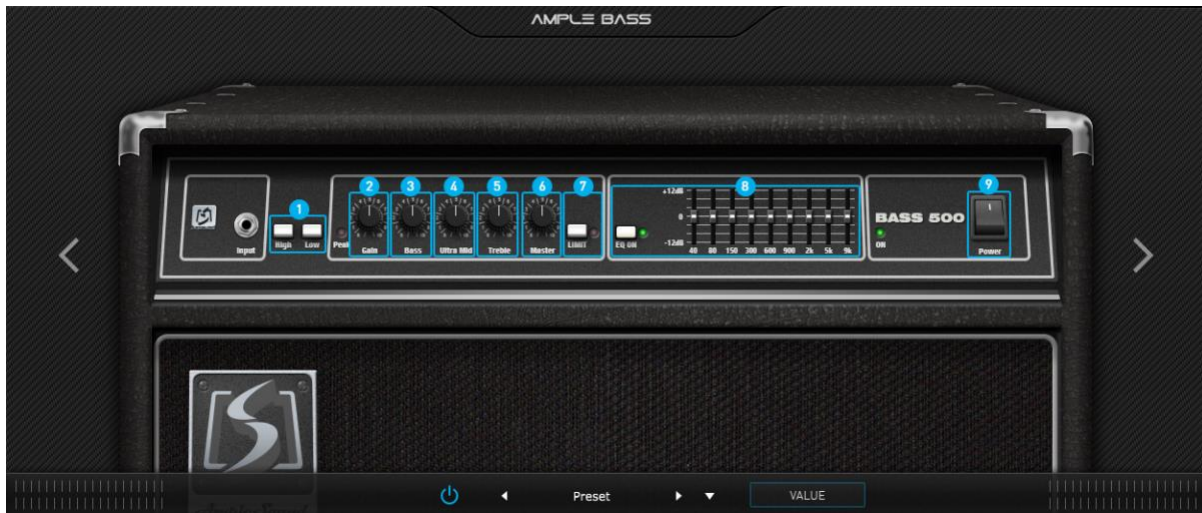 AMPLE BASS
1
2
3
4
5
6
7
8
9
Input
High
Low
Peak
Gain
Bass
Ultra Mid
Treble
Master
LIMIT
EQ ON
+12dB
0
-12dB
40 80 150 300 600 900 2k 5k 9k
BASS 500
ON
Power
Preset
VALUE